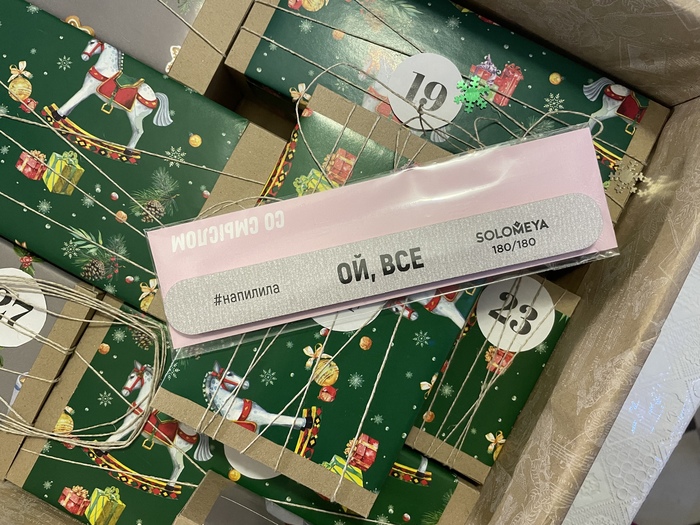 19
СО СМЫСЛОМ
#напилила
ОЙ, ВСЕ
SOLOMEYA
180/180
27
23